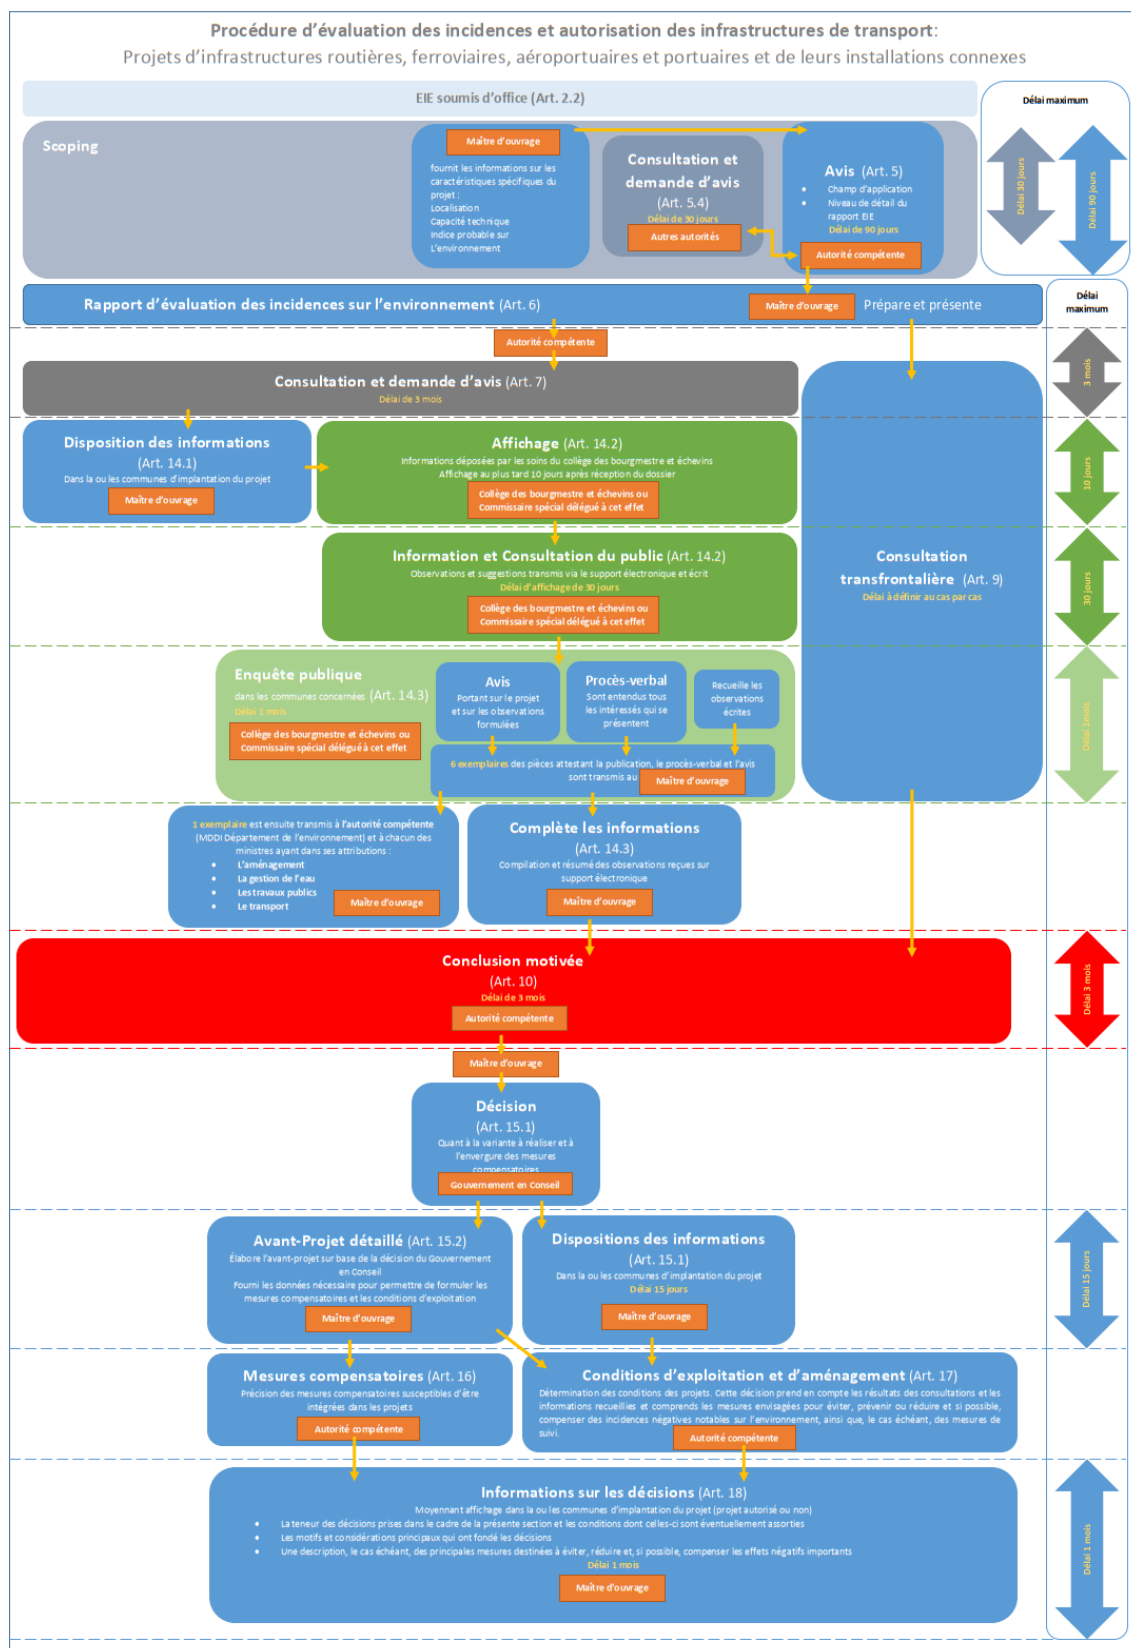 Procédure d'évaluation des incidences et autorisation des infrastructures de transport:
Projets d'infrastructures routières, ferroviaires, aéroportuaires et portuaires et de leurs installations connexes
EIE soumis d'office (Art. 2.2)
Délai maximum
Scoping
Maître d'ouvrage
fournit les informations sur les
caractéristiques spécifiques du
projet :
Localisation
Capacité technique
Indice probable sur
L'environnement
Consultation et
demande d'avis
(Art. 5.4)
Délai de 30 jours
Autres autorités
Avis (Art. 5)
• Champ d'application
• Niveau de détail du
rapport EIE
Délai de 90 jours
Autorité compétente
Délai 30 jours
Délai 90 jours
Rapport d'évaluation des incidences sur l'environnement (Art. 6)
Maître d'ouvrage
Prépare et présente
Délai
maximum
Autorité compétente
Consultation et demande d'avis (Art. 7)
Délai de 3 mois
3 mois
Disposition des informations
(Art. 14.1)
Dans la ou les communes d'implantation du projet
Maître d'ouvrage
Affichage (Art. 14.2)
Informations déposées par les soins du collège des bourgmestre et échevins
Affichage au plus tard 10 jours après réception du dossier
Collège des bourgmestre et échevins ou
Commissaire spécial délégué à cet effet
10 jours
Information et Consultation du public (Art. 14.2)
Observations et suggestions transmis via le support électronique et écrit
Délai d'affichage de 30 jours
Collège des bourgmestre et échevins ou
Commissaire spécial délégué à cet effet
Consultation
transfrontalière (Art. 9)
Délai à définir au cas par cas
30 jours
Enquête publique
dans les communes concernées (Art. 14.3)
Délai 1 mois
Collège des bourgmestre et échevins ou
Commissaire spécial délégué à cet effet
Avis
Portant sur le projet
et sur les observations
formulées
Procès-verbal
Sont entendus tous
les intéressés qui se
présentent
Recueille les
observations
écrites
6 exemplaires des pièces attestant la publication, le procès-verbal et l'avis
sont transmis au
Maître d'ouvrage
Délai 1mois
1 exemplaire est ensuite transmis à l'autorité compétente
(MDDI Département de l'environnement) et à chacun des
ministres ayant dans ses attributions :
• L'aménagement
• La gestion de l'eau
• Les travaux publics
• Le transport
Maître d'ouvrage
Complète les informations
(Art. 14.3)
Compilation et résumé des observations reçues sur
support électronique
Maître d'ouvrage
Conclusion motivée
(Art. 10)
Délai de 3 mois
Autorité compétente
Délai 3 mois
Maître d'ouvrage
Décision
(Art. 15.1)
Quant à la variante à réaliser et à
l'envergure des mesures
compensatoires
Gouvernement en Conseil
Avant-Projet détaillé (Art. 15.2)
Élabore l'avant-projet sur base de la décision du Gouvernement
en Conseil
Fourni les données nécessaire pour permettre de formuler les
mesures compensatoires et les conditions d'exploitation
Maître d'ouvrage
Dispositions des informations
(Art. 15.1)
Dans la ou les communes d'implantation du projet
Délai 15 jours
Maître d'ouvrage
Délai 15 jours
Mesures compensatoires (Art. 16)
Précision des mesures compensatoires susceptibles d'être
intégrées dans les projets
Autorité compétente
Conditions d'exploitation et d'aménagement (Art. 17)
Détermination des conditions des projets. Cette décision prend en compte les résultats des consultations et les
informations recueillies et comprends les mesures envisagées pour éviter, prévenir ou réduire et si possible,
compenser des incidences négatives notables sur l'environnement, ainsi que, le cas échéant, des mesures de
suivi.
Autorité compétente
Informations sur les décisions (Art. 18)
Moyennant affichage dans la ou les communes d'implantation du projet (projet autorisé ou non)
• La teneur des décisions prises dans le cadre de la présente section et les conditions dont celles-ci sont éventuellement assorties
• Les motifs et considérations principaux qui ont fondé les décisions
• Une description, le cas échéant, des principales mesures destinées à éviter, réduire et, si possible, compenser les effets négatifs importants
Délai 1 mois
Maître d'ouvrage
Délai 1 mois